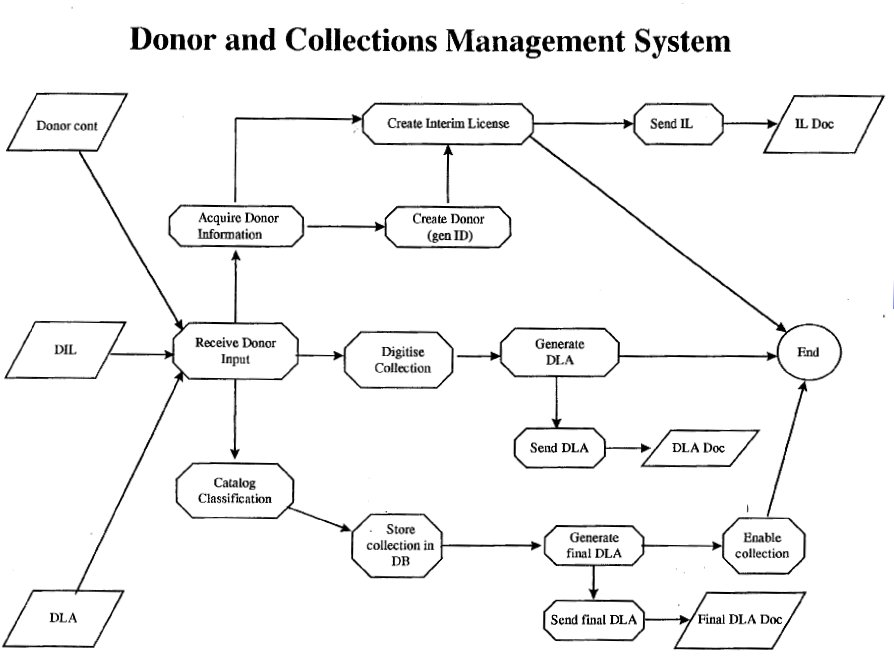 Donor and Collections Management System
Donor cont
Create Interim License
Send IL
IL Doc
Acquire Donor
Information
Create Donor
(gen ID)
DIL
Receive Donor
Input
Digitise
Collection
Generate
DLA
End
Send DLA
DLA Doc
Catalog
Classification
Store
collection in
DB
Generate
final DLA
Enable
collection
DLA
Send final DLA
Final DLA Doc